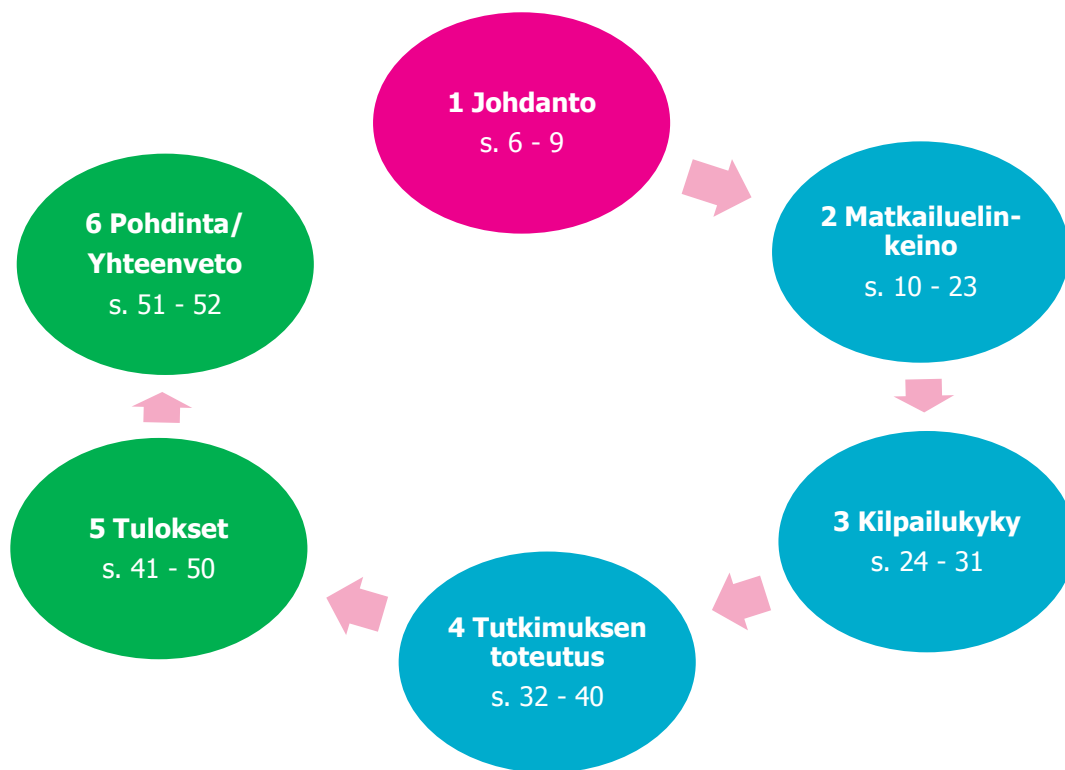 1 Johdanto
s. 6 - 9
2 Matkailuelin-
keino
s. 10 - 23
3 Kilpailukyky
s. 24 - 31
4 Tutkimuksen
toteutus
s. 32 - 40
5 Tulokset
s. 41 - 50
6 Pohdinta/
Yhteenveto
s. 51 - 52